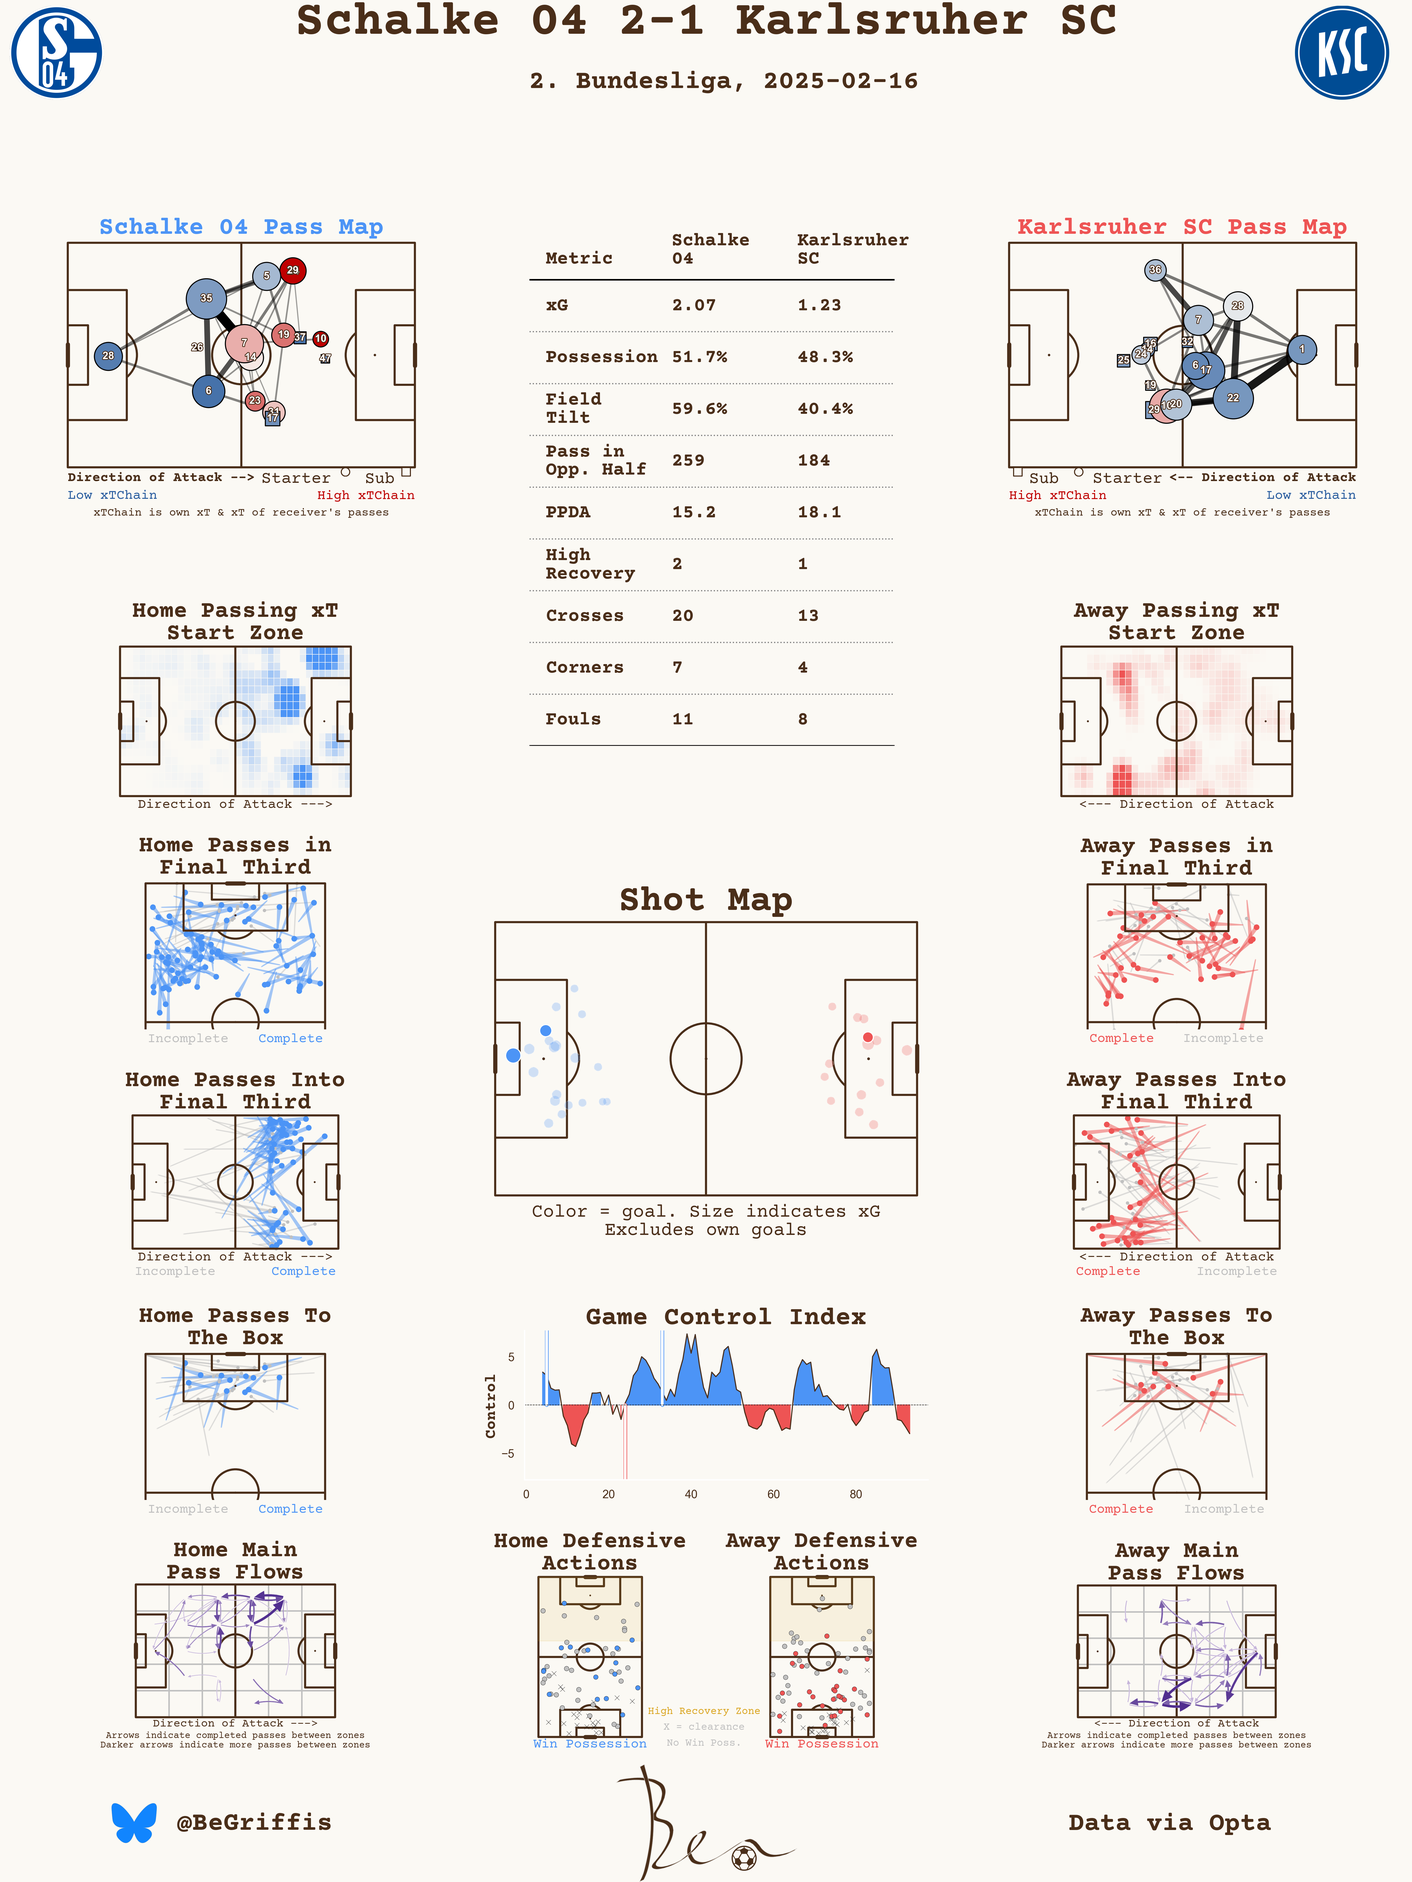 Schalke 04 2-1 Karlsruher SC
2. Bundesliga, 2025-02-16
S
04
KSC
Schalke 04 Pass Map
28
35
26
6
5
29
7
14
19
37
10
47
23
17
Direction of Attack --> Starter Sub
Low xTChain High xTChain
xTChain is own xT & xT of receiver's passes
Metric Schalke 04 Karlsruher SC
xG 2.07 1.23
Possession 51.7% 48.3%
Field Tilt 59.6% 40.4%
Pass in Opp. Half 259 184
PPDA 15.2 18.1
High Recovery 2 1
Crosses 20 13
Corners 7 4
Fouls 11 8
Karlsruher SC Pass Map
36
28
7
32
24
25
6
17
1
19
29
20
22
Sub Starter <-- Direction of Attack
High xTChain Low xTChain
xTChain is own xT & xT of receiver's passes
Home Passing xT
Start Zone
Direction of Attack --->
Away Passing xT
Start Zone
<--- Direction of Attack
Home Passes in
Final Third
Incomplete Complete
Away Passes in
Final Third
Complete Incomplete
Shot Map
Color = goal. Size indicates xG
Excludes own goals
Home Passes Into
Final Third
Direction of Attack --->
Incomplete Complete
Away Passes Into
Final Third
<--- Direction of Attack
Complete Incomplete
Home Passes To
The Box
Incomplete Complete
Game Control Index
Control
5
0
−5
0 20 40 60 80
Away Passes To
The Box
Complete Incomplete
Home Main
Pass Flows
Direction of Attack --->
Arrows indicate completed passes between zones
Darker arrows indicate more passes between zones
Home Defensive
Actions
Win Possession
High Recovery Zone
X = clearance
No Win Poss.
Away Defensive
Actions
Win Possession
Away Main
Pass Flows
<--- Direction of Attack
Arrows indicate completed passes between zones
Darker arrows indicate more passes between zones
@BeGriffis
Ben
Data via Opta